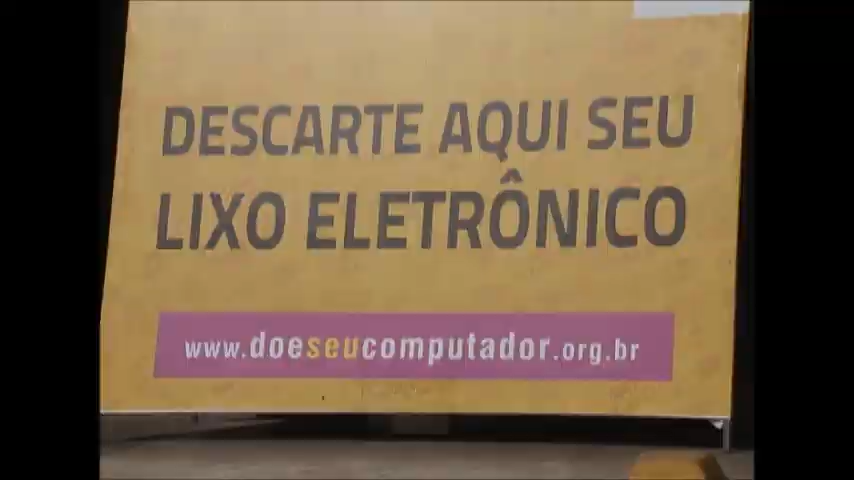 DESCARTE AQUI SEU
LIXO ELETRÔNICO
www.doeseucomputador.org.br